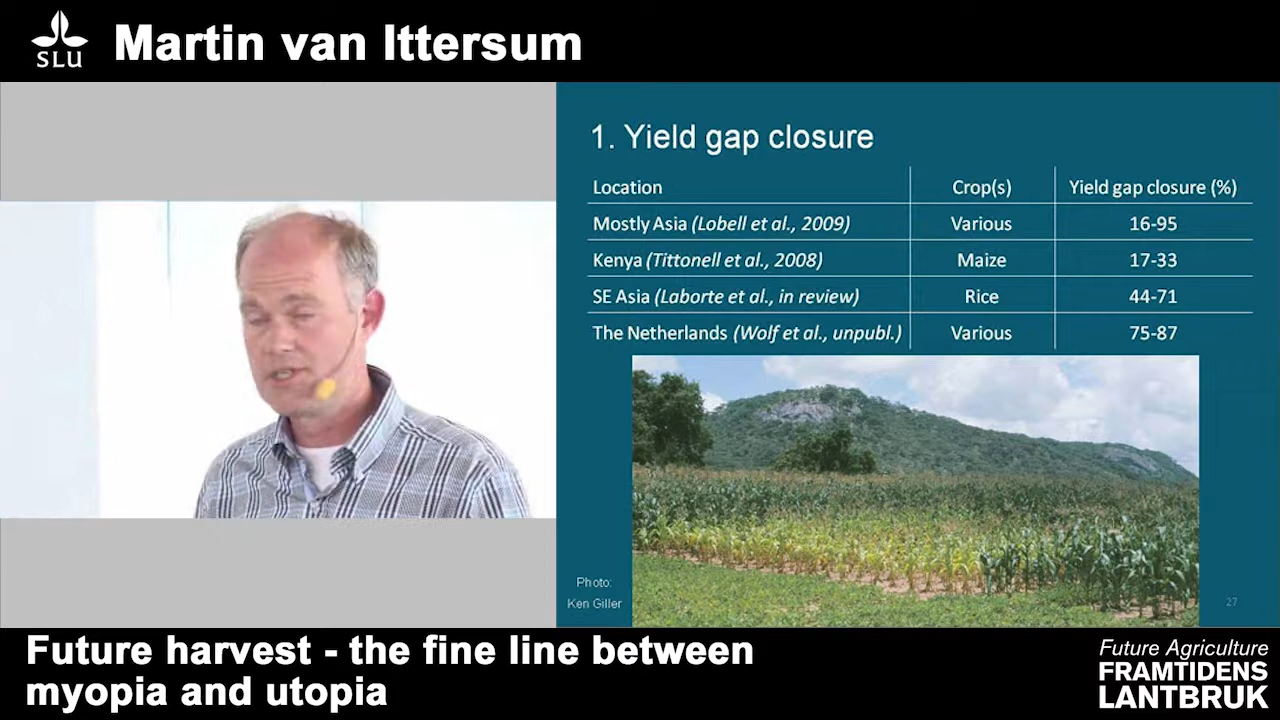 SLU
Martin van Ittersum
1. Yield gap closure
Location Crop(s) Yield gap closure (%)
Mostly Asia (Lobell et al., 2009) Various 16-95
Kenya (Tittonell et al., 2008) Maize 17-33
SE Asia (Laborte et al., in review) Rice 44-71
The Netherlands (Wolf et al., unpubl.) Various 75-87
Photo:
Ken Giller
27
Future harvest - the fine line between
myopia and utopia
Future Agriculture
FRAMTIDENS
LANTBRUK